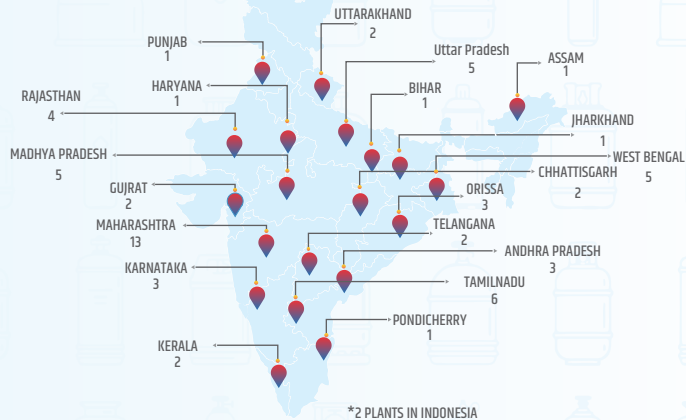 UTTARAKHAND
2
PUNJAB
1
Uttar Pradesh
5
ASSAM
1
HARYANA
1
BIHAR
1
RAJASTHAN
4
JHARKHAND
1
MADHYA PRADESH
5
WEST BENGAL
5
CHHATTISGARH
2
GUJRAT
2
ORISSA
3
MAHARASHTRA
13
TELANGANA
2
ANDHRA PRADESH
3
KARNATAKA
3
TAMILNADU
6
PONDICHERRY
1
KERALA
2
*2 PLANTS IN INDONESIA